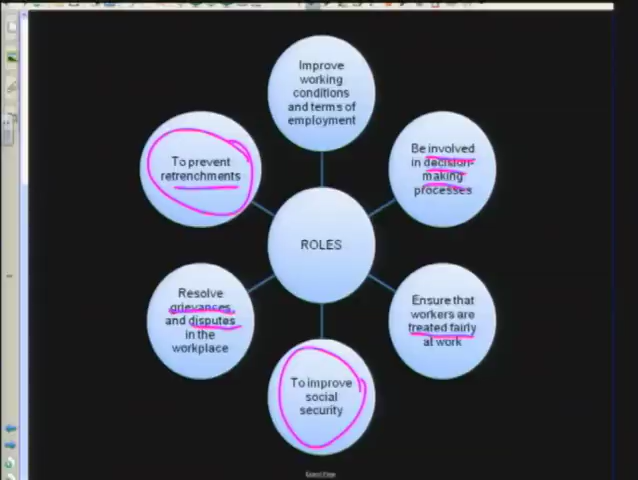 Improve
working
conditions
and terms of
employment
Be involved
in decision-
making
processes
Ensure that
workers are
treated fairly
at work
To improve
social
security
Resolve
grievances
and disputes
in the
workplace
To prevent
retrenchments
ROLES